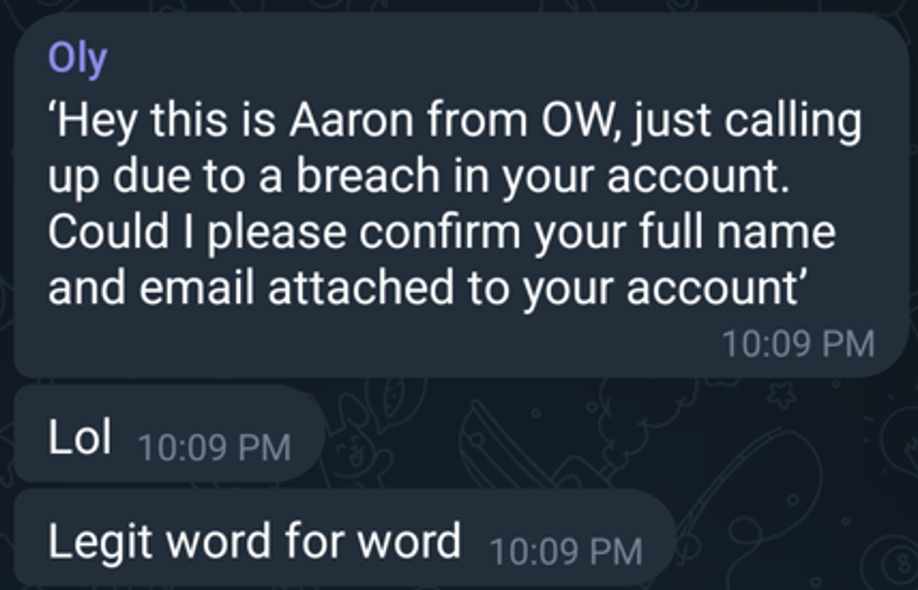 Oly
‘Hey this is Aaron from OW, just calling
up due to a breach in your account.
Could I please confirm your full name
and email attached to your account’
10:09 PM
Lol 10:09 PM
Legit word for word 10:09 PM